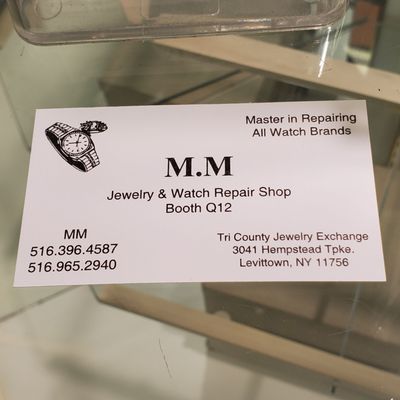 Master in Repairing
All Watch Brands
M.M
Jewelry & Watch Repair Shop
Booth Q12
MM
516.396.4587
516.965.2940
Tri County Jewelry Exchange
3041 Hempstead Tpke.
Levittown, NY 11756